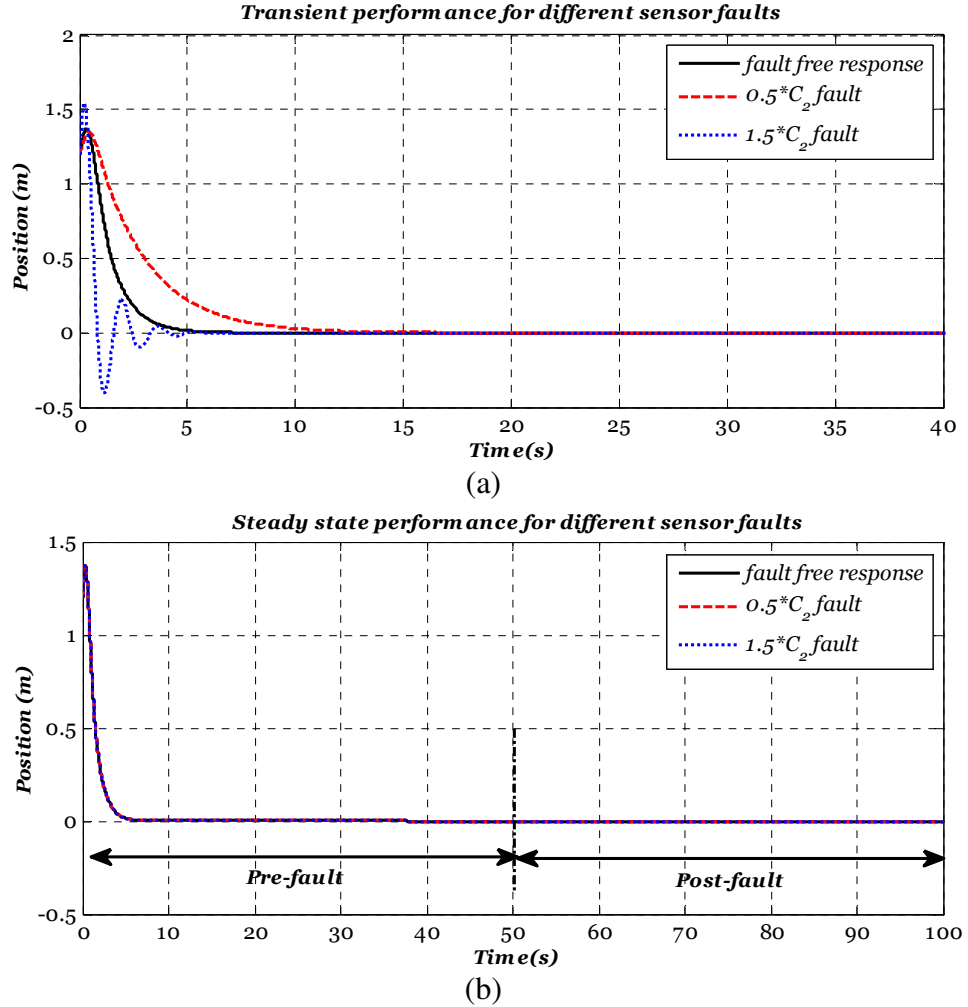 Transient performance for different sensor faults
2
1.5
1
0.5
0
-0.5
Position (m)
fault free response
0.5*C2 fault
1.5*C2 fault
0 5 10 15 20 25 30 35 40
Time(s)
(a)
Steady state performance for different sensor faults
1.5
1
0.5
0
-0.5
Position (m)
fault free response
0.5*C2 fault
1.5*C2 fault
Pre-fault
Post-fault
0 10 20 30 40 50 60 70 80 90 100
Time(s)
(b)